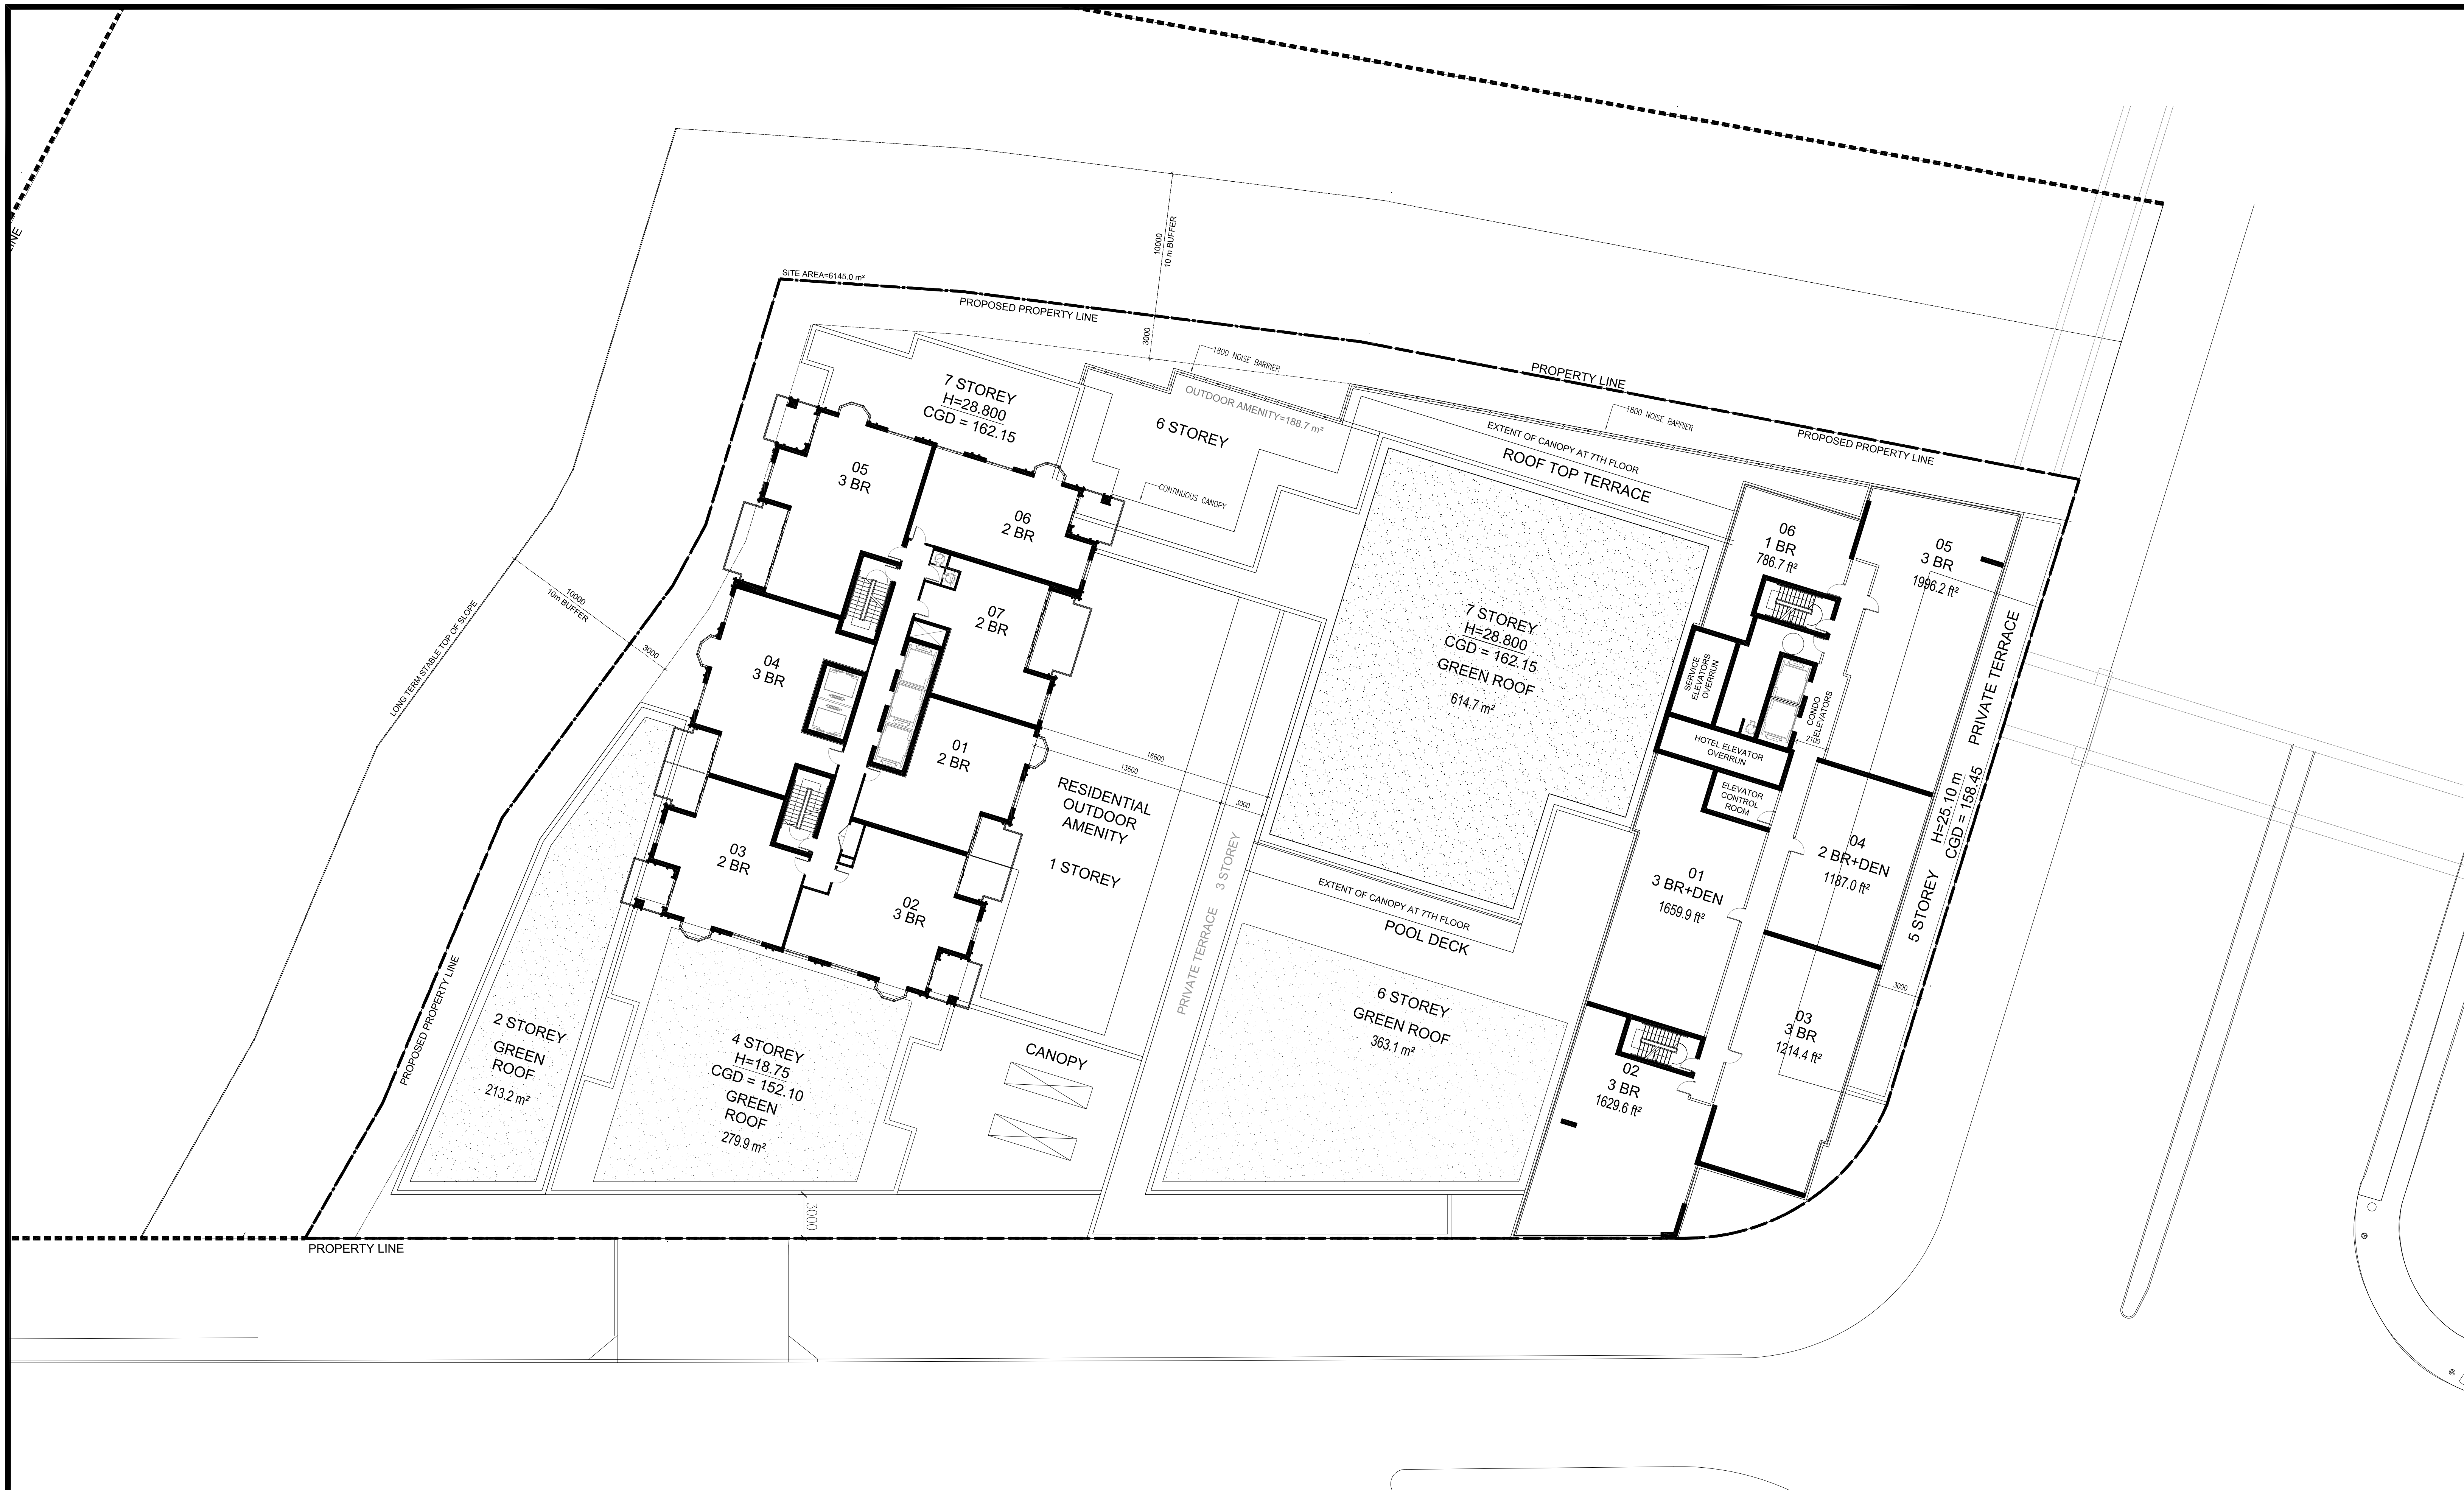 LINE
SITE AREA=6145.0 m²
PROPOSED PROPERTY LINE
10000
10 m BUFFER
3000
1800 NOISE BARRIER
OUTDOOR AMENITY=188.7 m²
PROPERTY LINE
1800 NOISE BARRIER
PROPOSED PROPERTY LINE
7 STOREY
H=28.800
CGD = 162.15
6 STOREY
CONTINUOUS CANOPY
EXTENT OF CANOPY AT 7TH FLOOR
ROOF TOP TERRACE
05
3 BR
06
2 BR
07
2 BR
04
3 BR
01
2 BR
03
2 BR
02
3 BR
10000
10m BUFFER
3000
LONG TERM STABLE TOP OF SLOPE
PROPOSED PROPERTY LINE
2 STOREY
GREEN
ROOF
213.2 m²
4 STOREY
H=18.75
CGD = 152.10
GREEN
ROOF
279.9 m²
CANOPY
RESIDENTIAL
OUTDOOR
AMENITY
1 STOREY
16600
13600
3000
PRIVATE TERRACE
3 STOREY
7 STOREY
H=28.800
CGD = 162.15
GREEN ROOF
614.7 m²
EXTENT OF CANOPY AT 7TH FLOOR
POOL DECK
6 STOREY
GREEN ROOF
363.1 m²
06
1 BR
786.7 ft²
05
3 BR
1996.2 ft²
SERVICE
ELEVATORS
OVERRUN
CONDO
ELEVATORS
2100
HOTEL ELEVATOR
OVERRUN
ELEVATOR
CONTROL
ROOM
01
3 BR+DEN
1659.9 ft²
04
2 BR+DEN
1187.0 ft²
03
3 BR
1214.4 ft²
02
3 BR
1629.6 ft²
5 STOREY
H=25.10 m
CGD = 158.45
PRIVATE TERRACE
3000
3000
PROPERTY LINE